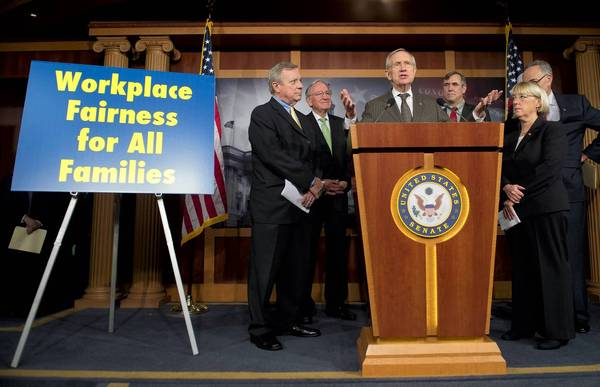 Workplace
Fairness
for All
Families
UNITED STATES
SENATE